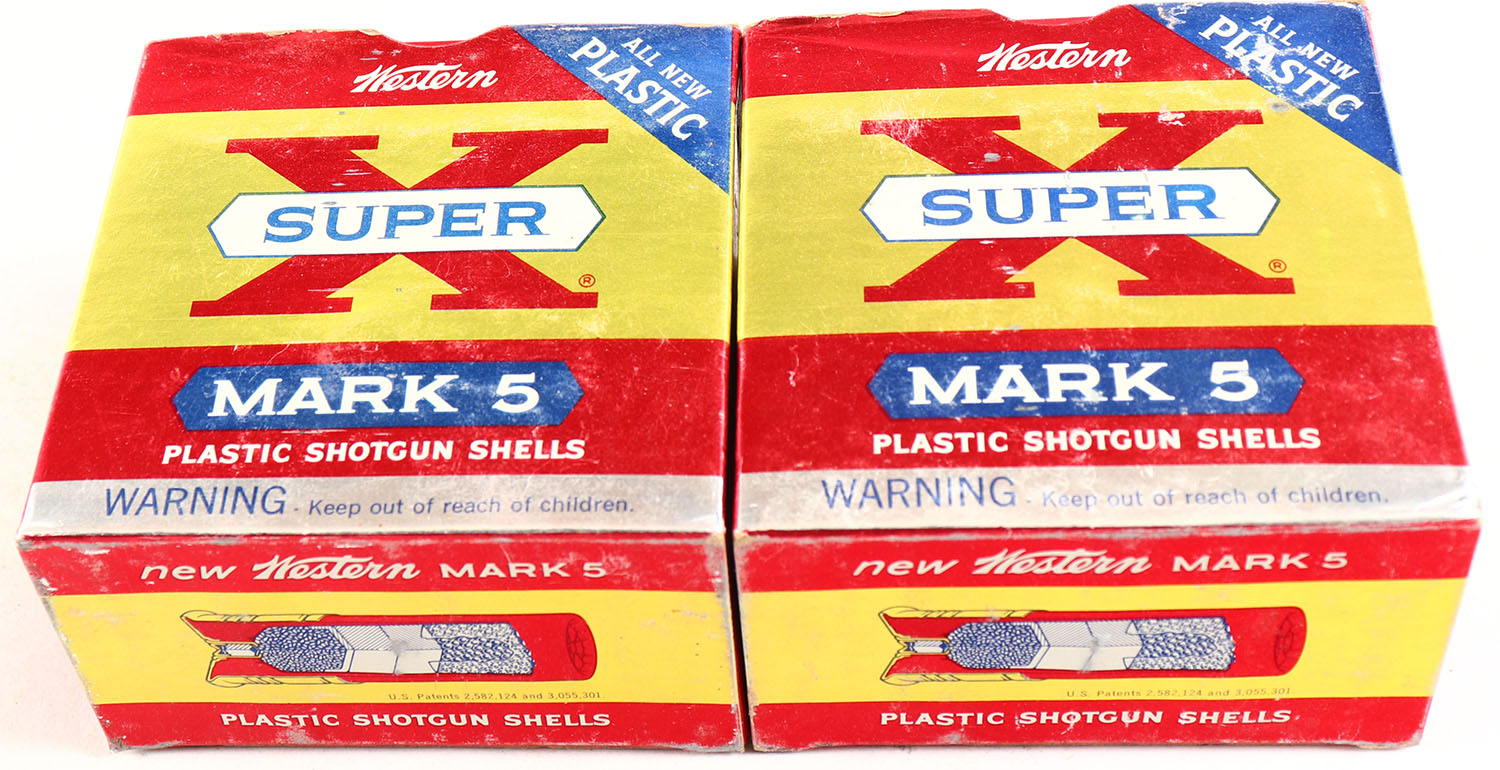 Western
ALL NEW
PLASTIC
X
SUPER
®
MARK 5
PLASTIC SHOTGUN SHELLS
WARNING - Keep out of reach of children.
new Western MARK 5
U.S. Patents 2,582,124 and 3,055,301
PLASTIC SHOTGUN SHELLS
Western
ALL NEW
PLASTIC
X
SUPER
®
MARK 5
PLASTIC SHOTGUN SHELLS
WARNING - Keep out of reach of children.
new Western MARK 5
U.S. Patents 2,582,124 and 3,055,301
PLASTIC SHOTGUN SHELLS